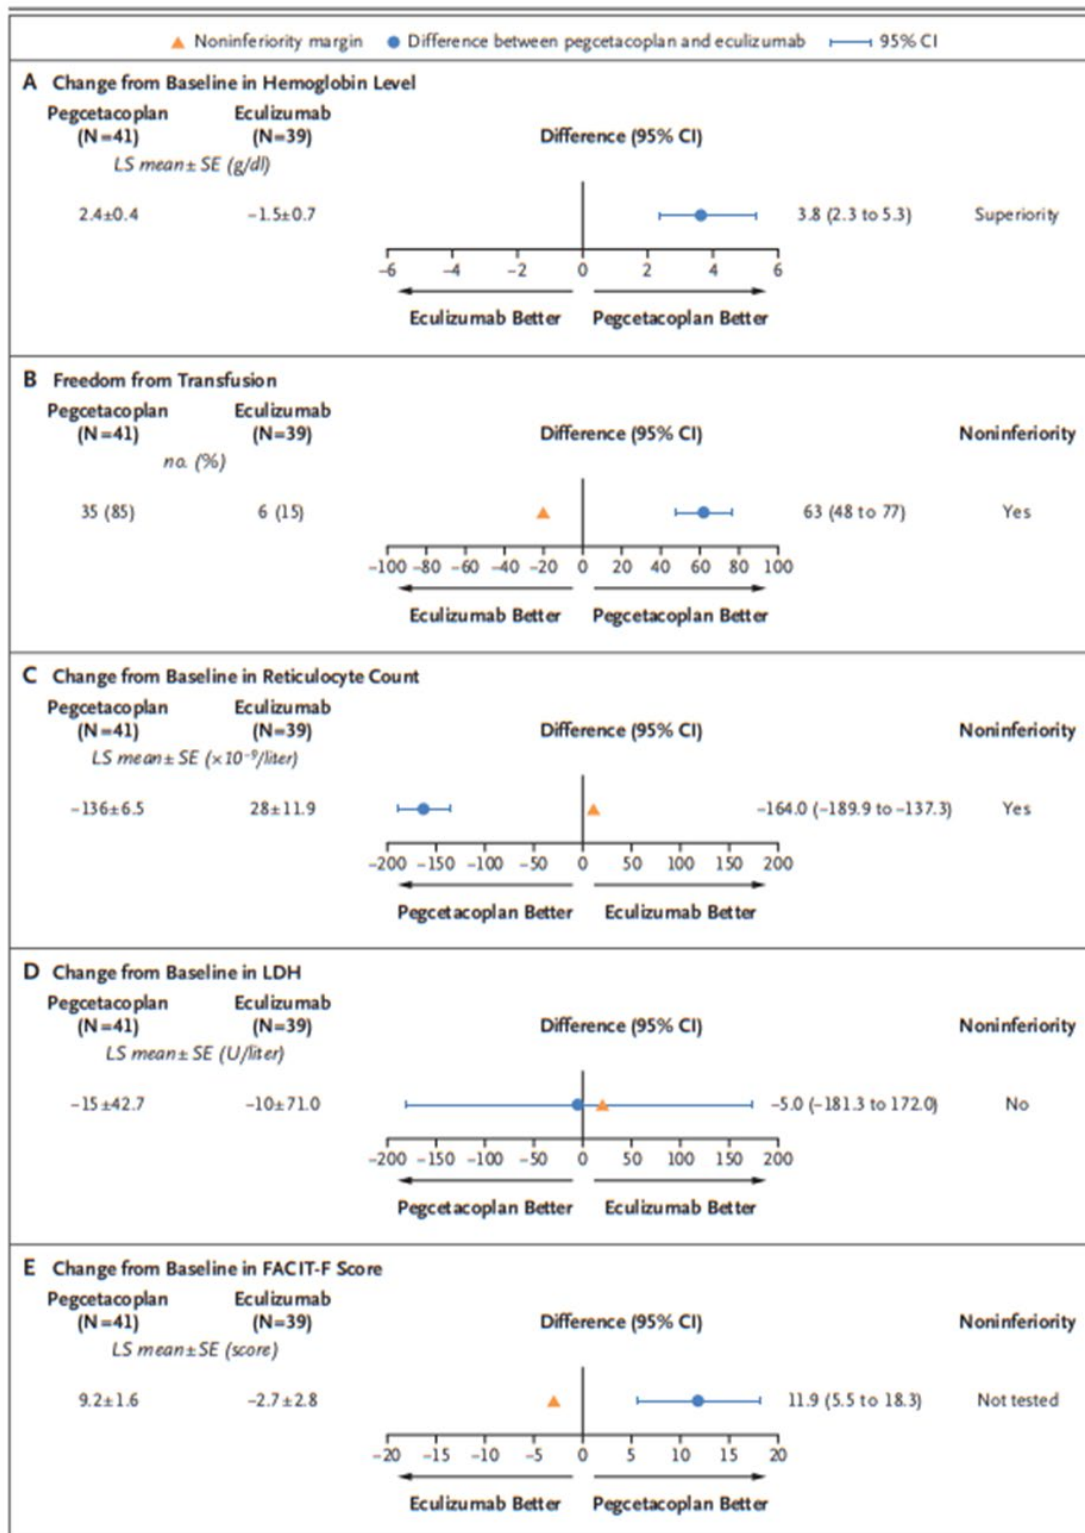 Noninferiority margin Difference between pegcetacoplan and eculizumab 95% CI
A Change from Baseline in Hemoglobin Level
Pegcetacoplan Eculizumab
(N=41) (N=39) Difference (95% CI)
LS mean± SE (g/dl)
2.4±0.4 −1.5±0.7 3.8 (2.3 to 5.3) Superiority
−6 −4 −2 0 2 4 6
Eculizumab Better Pegcetacoplan Better
B Freedom from Transfusion
Pegcetacoplan Eculizumab
(N=41) (N=39) Difference (95% CI) Noninferiority
no. (%)
35 (85) 6 (15) 63 (48 to 77) Yes
−100 −80 −60 −40 −20 0 20 40 60 80 100
Eculizumab Better Pegcetacoplan Better
C Change from Baseline in Reticulocyte Count
Pegcetacoplan Eculizumab
(N=41) (N=39) Difference (95% CI) Noninferiority
LS mean± SE (×10⁻⁹/liter)
−136±6.5 28±11.9 −164.0 (−189.9 to −137.3) Yes
−200 −150 −100 −50 0 50 100 150 200
Pegcetacoplan Better Eculizumab Better
D Change from Baseline in LDH
Pegcetacoplan Eculizumab
(N=41) (N=39) Difference (95% CI) Noninferiority
LS mean± SE (U/liter)
−15±42.7 −10±71.0 −5.0 (−181.3 to 172.0) No
−200 −150 −100 −50 0 50 100 150 200
Pegcetacoplan Better Eculizumab Better
E Change from Baseline in FACIT-F Score
Pegcetacoplan Eculizumab
(N=41) (N=39) Difference (95% CI) Noninferiority
LS mean±SE (score)
9.2±1.6 −2.7±2.8 11.9 (5.5 to 18.3) Not tested
−20 −15 −10 −5 0 5 10 15 20
Eculizumab Better Pegcetacoplan Better